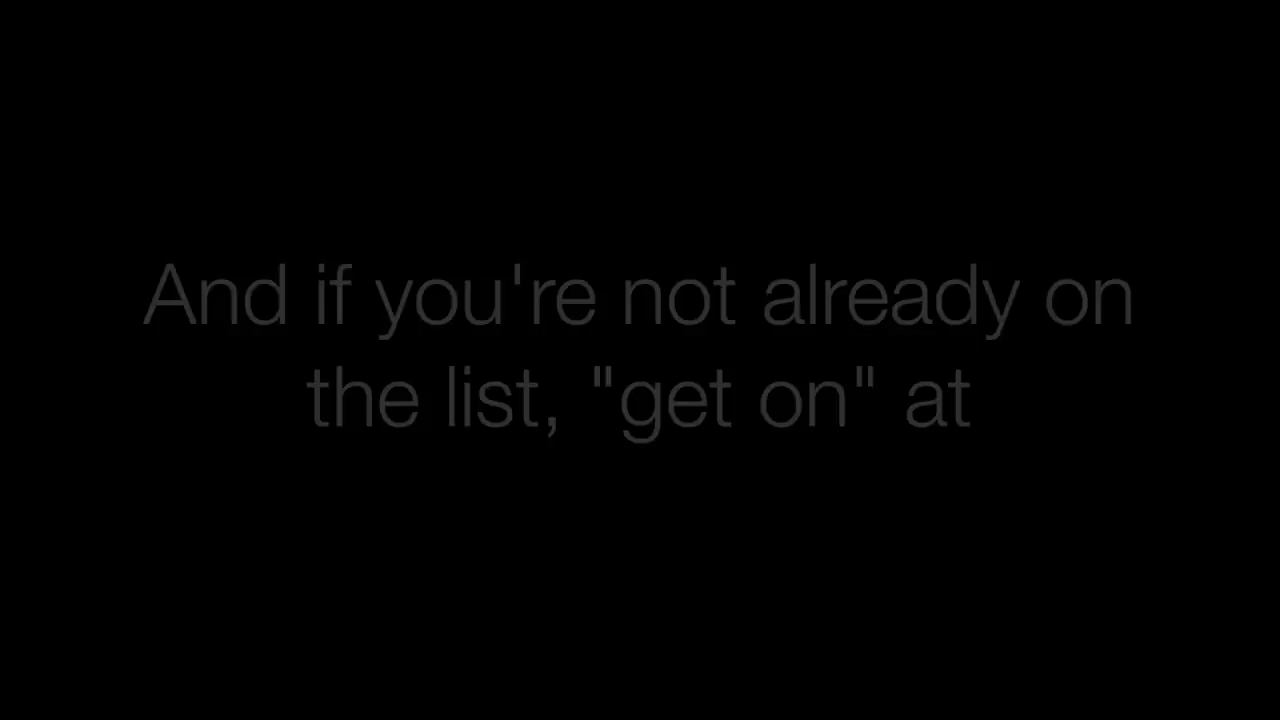 And if you're not already on
the list, "get on" at